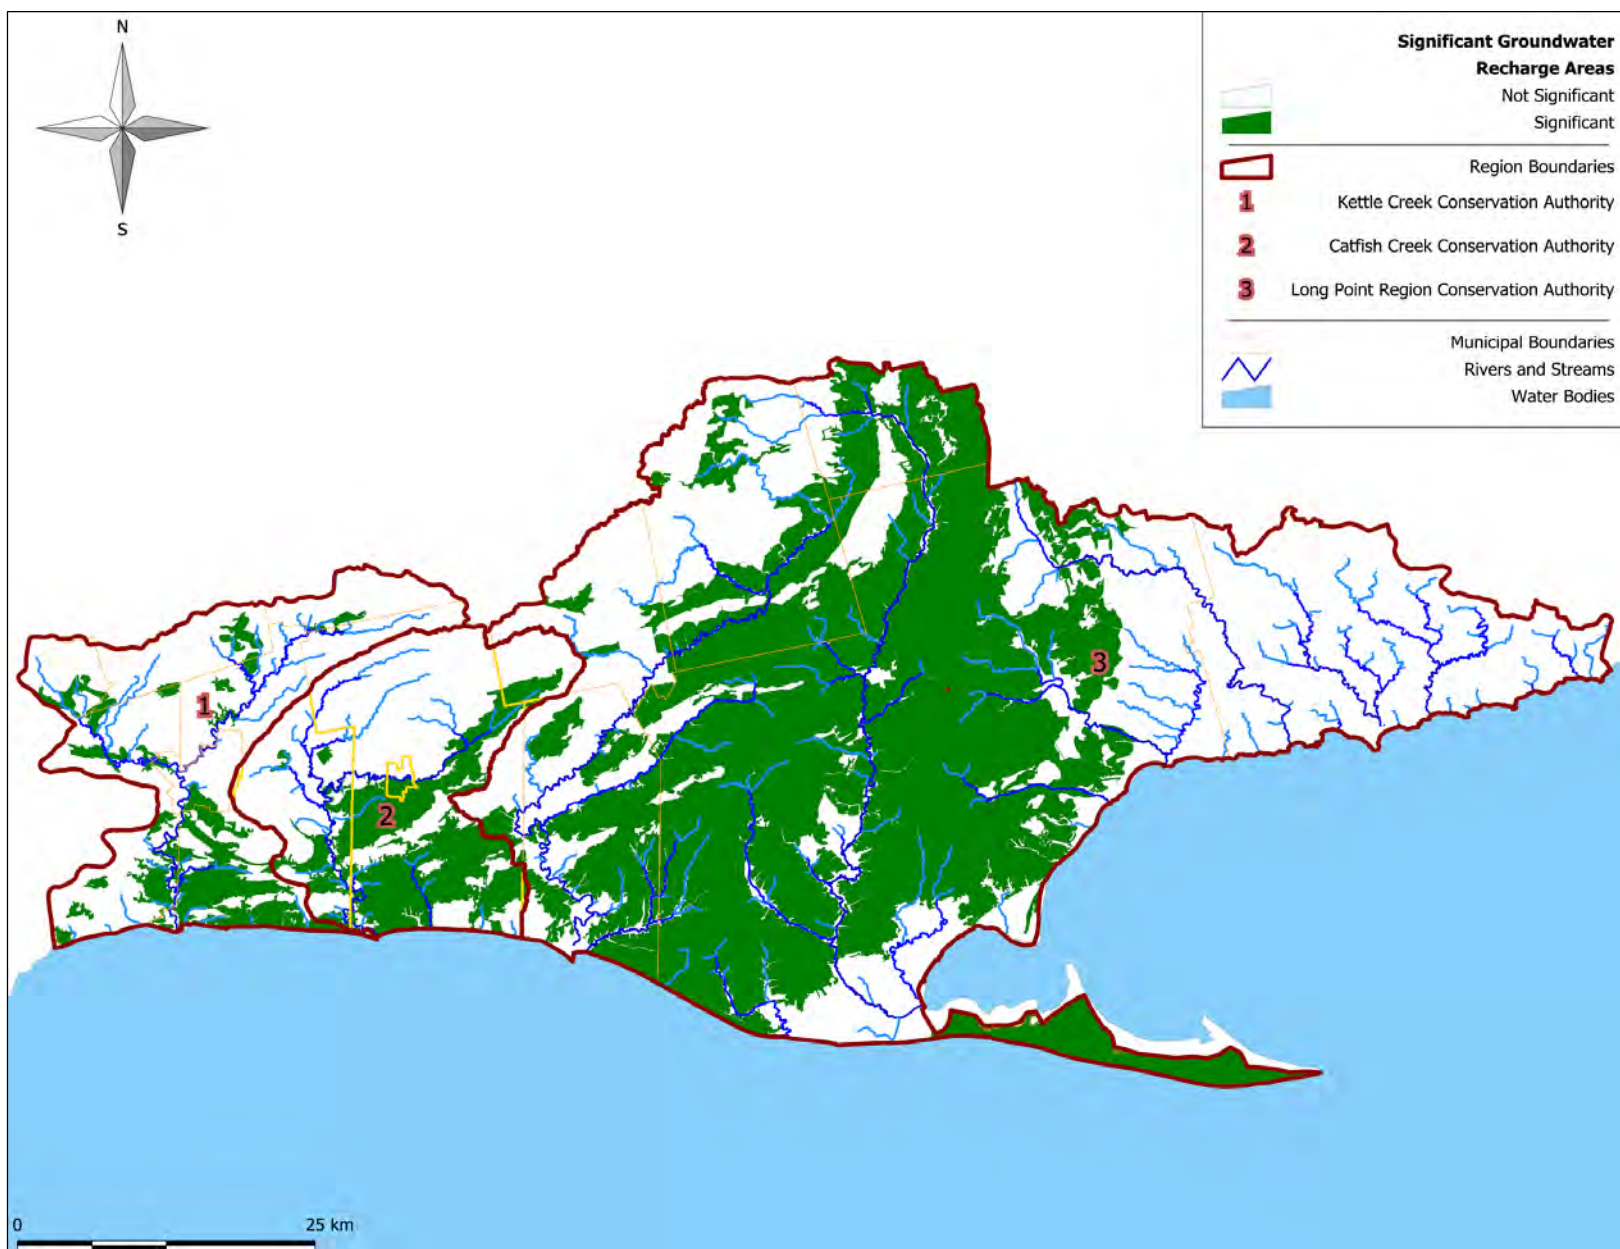 N
S
Significant Groundwater
Recharge Areas
Not Significant
Significant
Region Boundaries
1 Kettle Creek Conservation Authority
2 Catfish Creek Conservation Authority
3 Long Point Region Conservation Authority
Municipal Boundaries
Rivers and Streams
Water Bodies
3
1
2
0 25 km